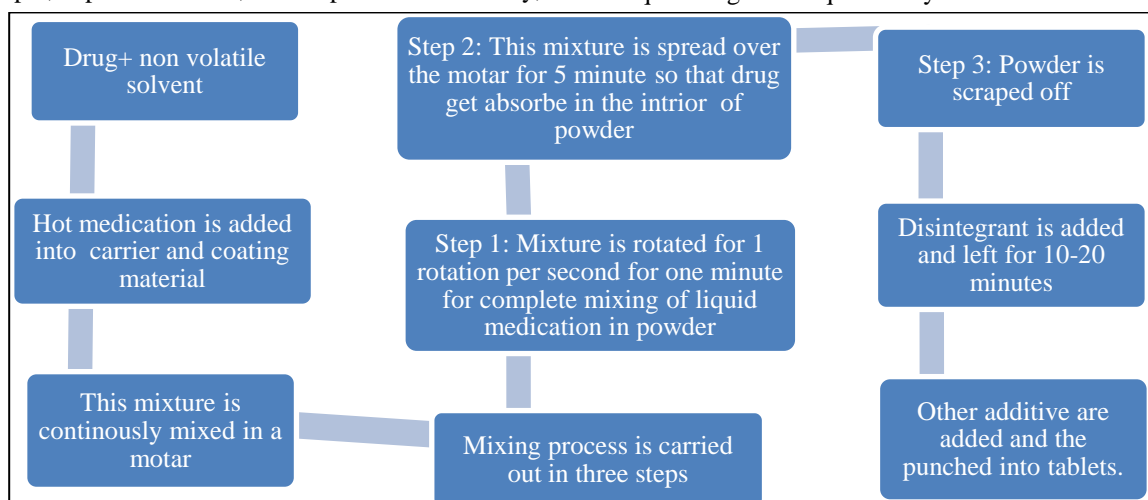 Drug+ non volatile
solvent
Hot medication is added
into carrier and coating
material
This mixture is
continously mixed in a
motar
Mixing process is carried
out in three steps
Step 1: Mixture is rotated for 1
rotation per second for one minute
for complete mixing of liquid
medication in powder
Step 2: This mixture is spread over
the motar for 5 minute so that drug
get absorbe in the intrior of
powder
Step 3: Powder is
scraped off
Disintegrant is added
and left for 10-20
minutes
Other additive are
added and the
punched into tablets.